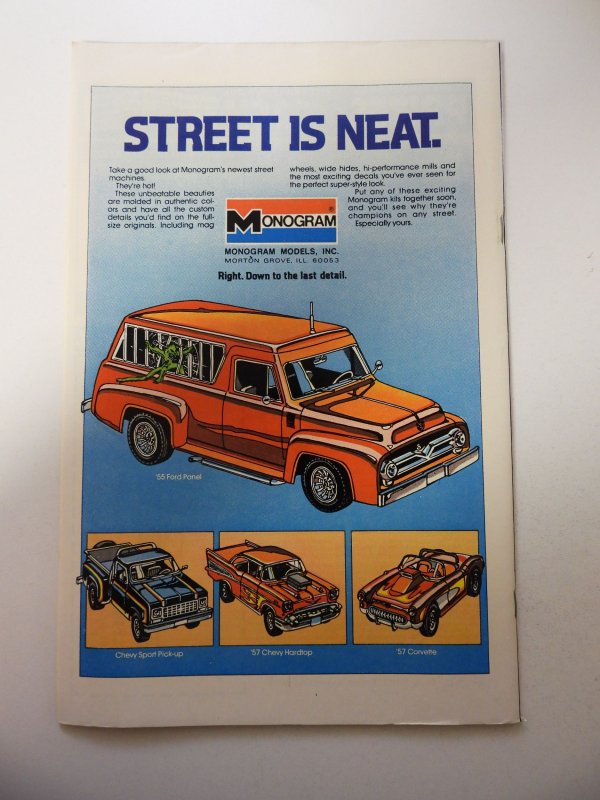 STREET IS NEAT.
Take a good look at Monogram's newest street
machines.
They're hot!
These unbeatable beauties
are molded in authentic col-
ors and have all the custom
details you'd find on the full-
size originals. Including mag
wheels, wide hides, hi-performance mills and
the most exciting decals you've ever seen for
the perfect super-style look.
Put any of these exciting
Monogram kits together soon,
and you'll see why they're
champions on any street.
Especially yours.
MONOGRAM®
MONOGRAM MODELS, INC.
MORTON GROVE, ILL. 60053
Right. Down to the last detail.
'55 Ford Panel
Chevy Sport Pick-up
'57 Chevy Hardtop
'57 Corvette